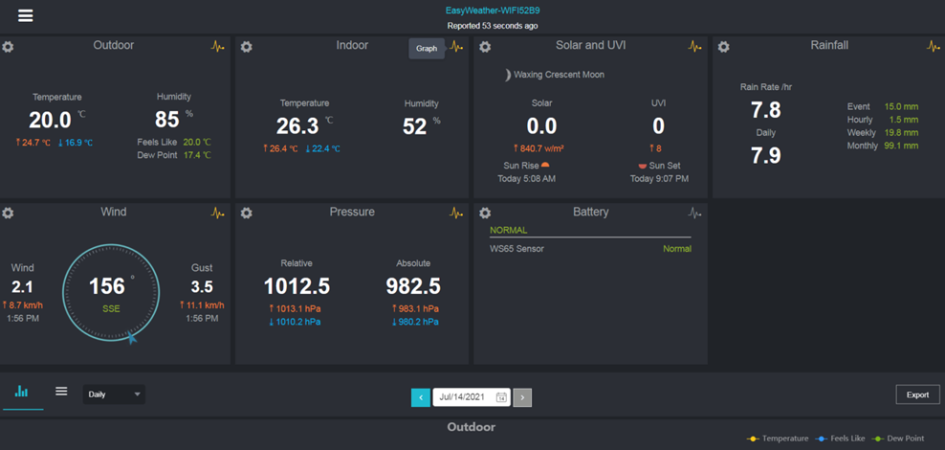 EasyWeather-WIFI52B9
Reported 53 seconds ago
Outdoor
Temperature
Humidity
20.0 °C
85 %
↑24.7 °C ↓16.9 °C
Feels Like 20.0 °C
Dew Point 17.4 °C
Indoor
Graph
Temperature
Humidity
26.3 °C
52 %
↑26.4 °C ↓22.4 °C
Solar and UVI
Waxing Crescent Moon
Solar
UVI
0.0
0
↑840.7 w/m²
↑8
Sun Rise
Sun Set
Today 5:08 AM
Today 9:07 PM
Rainfall
Rain Rate /hr
7.8
Daily
7.9
Event 15.0 mm
Hourly 1.5 mm
Weekly 19.8 mm
Monthly 99.1 mm
Wind
Wind
2.1
↑8.7 km/h
1:56 PM
156 °
SSE
Gust
3.5
↑11.1 km/h
1:56 PM
Pressure
Relative
Absolute
1012.5
982.5
↑1013.1 hPa
↑983.1 hPa
↓1010.2 hPa
↓980.2 hPa
Battery
NORMAL
WS65 Sensor Normal
Daily
‹ Jul/14/2021 ›
Export
Outdoor
Temperature Feels Like Dew Point